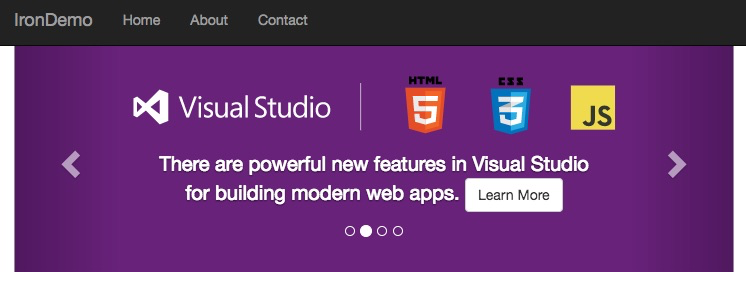 IronDemo Home About Contact
Visual Studio HTML 5 CSS 3 JS
There are powerful new features in Visual Studio
for building modern web apps. Learn More